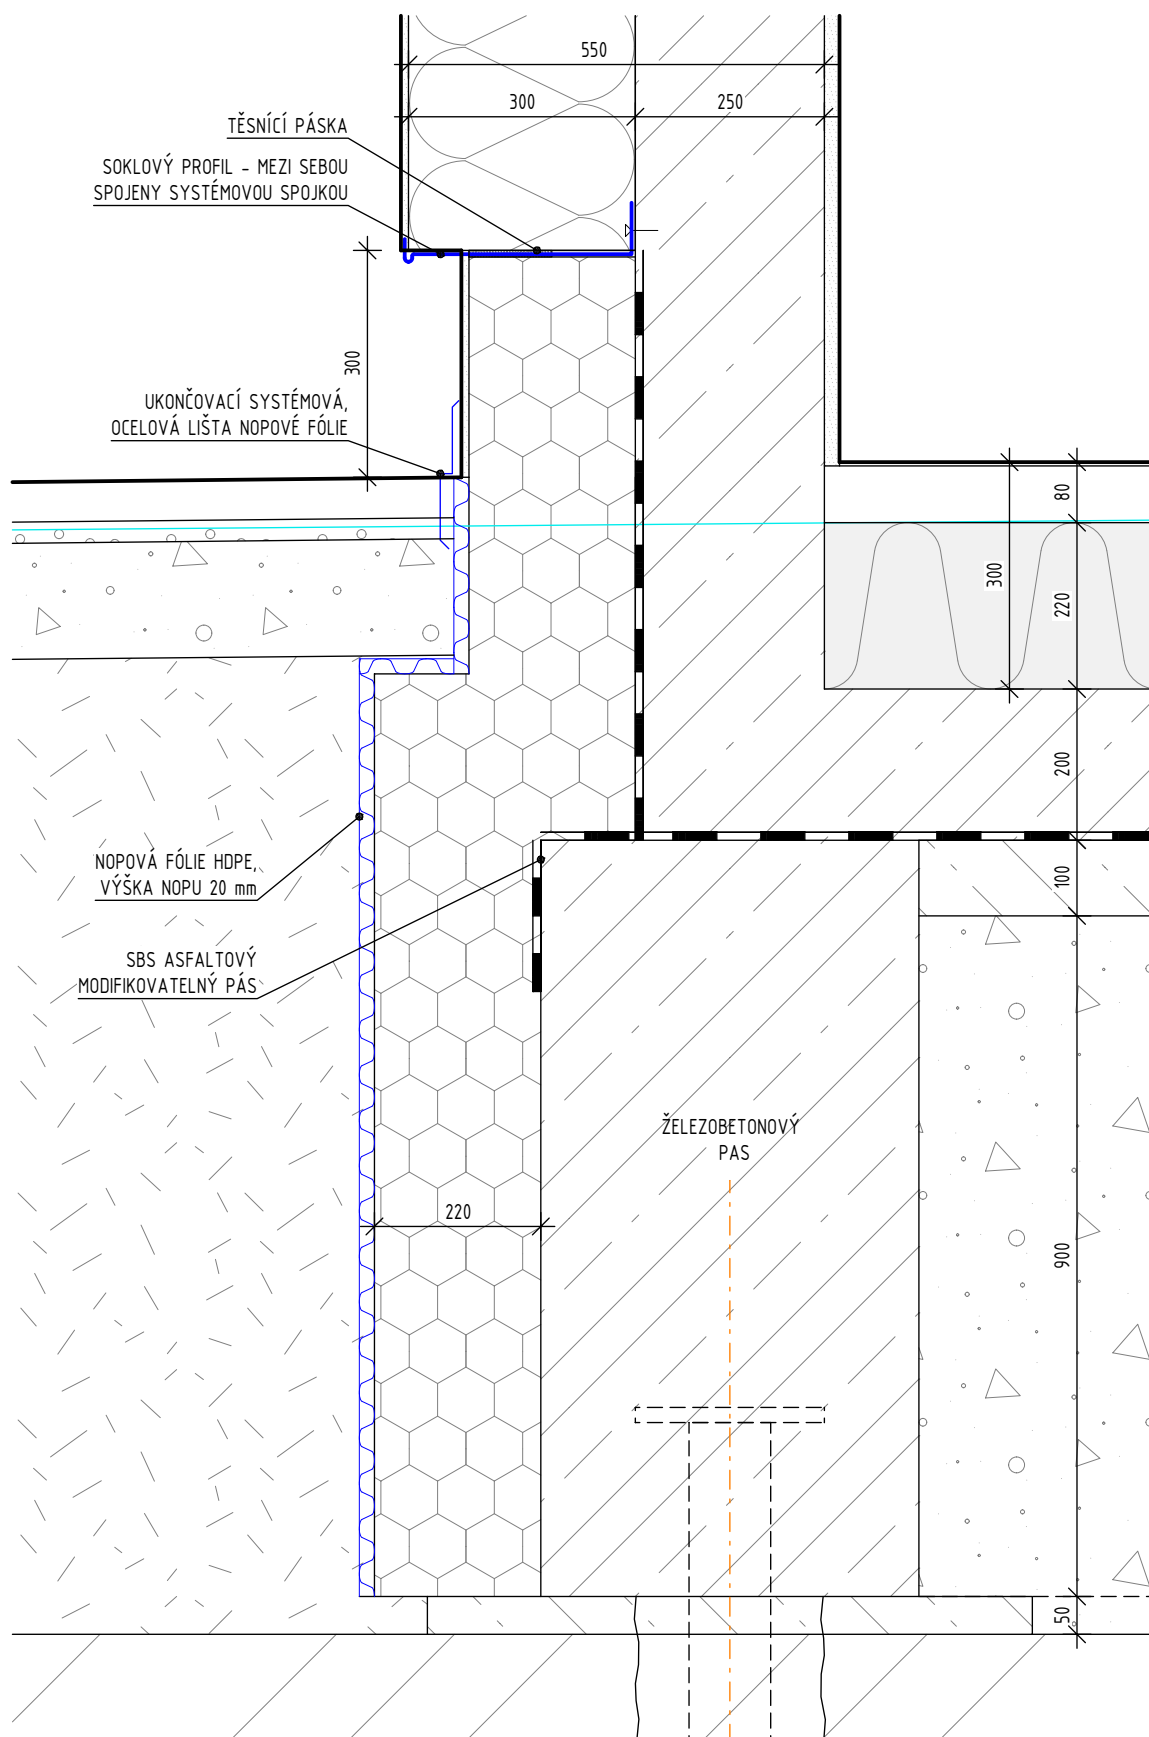 550
300
250
TĚSNÍCÍ PÁSKA
SOKLOVÝ PROFIL - MEZI SEBOU
SPOJENY SYSTÉMOVOU SPOJKOU
300
UKONČOVACÍ SYSTÉMOVÁ,
OCELOVÁ LIŠTA NOPOVÉ FÓLIE
80
300
220
200
NOPOVÁ FÓLIE HDPE,
VÝŠKA NOPU 20 mm
100
SBS ASFALTOVÝ
MODIFIKOVATELNÝ PÁS
ŽELEZOBETONOVÝ
PAS
220
900
50